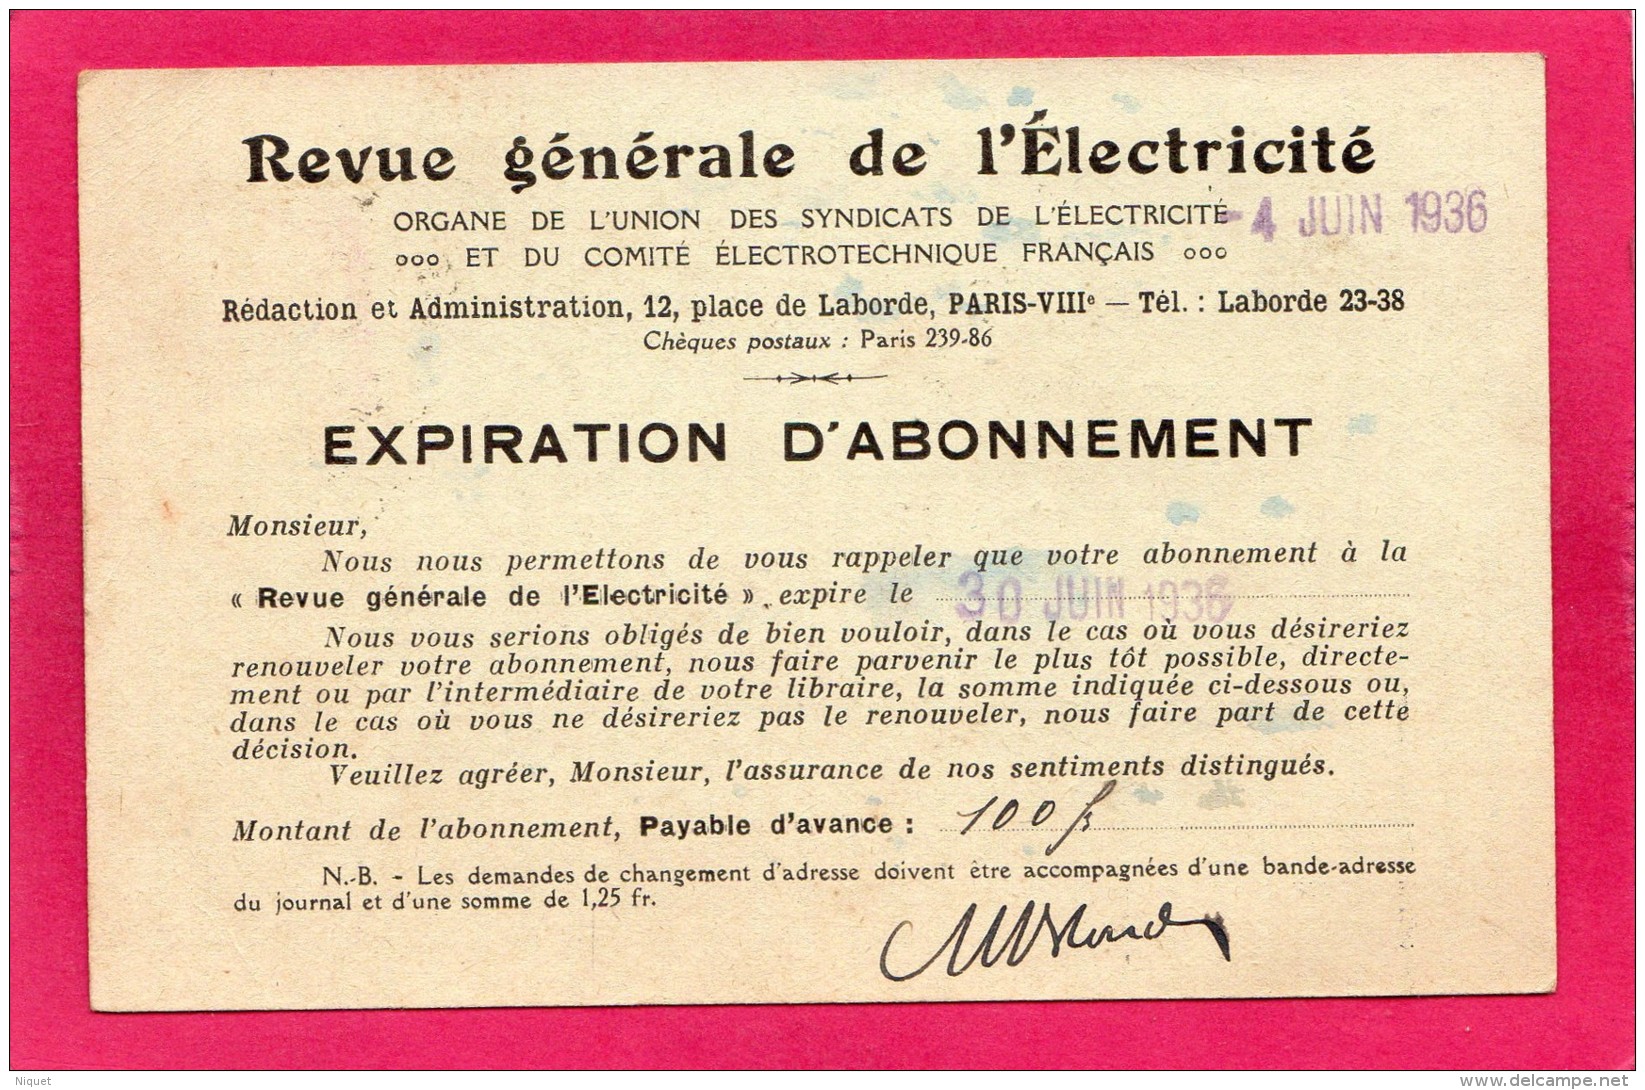 Revue générale de l'Électricité
ORGANE DE L'UNION DES SYNDICATS DE L'ÉLECTRICITÉ
-4 JUIN 1936
ooo ET DU COMITÉ ÉLECTROTECHNIQUE FRANÇAIS ooo
Rédaction et Administration, 12, place de Laborde, PARIS-VIIIe — Tél. : Laborde 23-38
Chèques postaux : Paris 239-86
EXPIRATION D'ABONNEMENT
Monsieur,
Nous nous permettons de vous rappeler que votre abonnement à la
« Revue générale de l'Electricité » expire le 30 JUIN 1936
Nous vous serions obligés de bien vouloir, dans le cas où vous désireriez
renouveler votre abonnement, nous faire parvenir le plus tôt possible, directe-
ment ou par l'intermédiaire de votre libraire, la somme indiquée ci-dessous ou,
dans le cas où vous ne désireriez pas le renouveler, nous faire part de cette
décision.
Veuillez agréer, Monsieur, l'assurance de nos sentiments distingués.
Montant de l'abonnement, Payable d'avance : 100 fr
N.-B. - Les demandes de changement d'adresse doivent être accompagnées d'une bande-adresse
du journal et d'une somme de 1,25 fr.
Niquet
www.delcampe.net